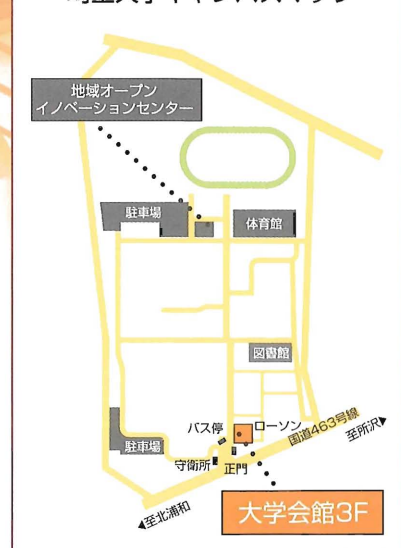 地域オープン
イノベーションセンター
駐車場
体育館
図書館
バス停
ローソン
国道463号線
至所沢▶
駐車場
守衛所
正門
◀至北浦和
大学会館3F